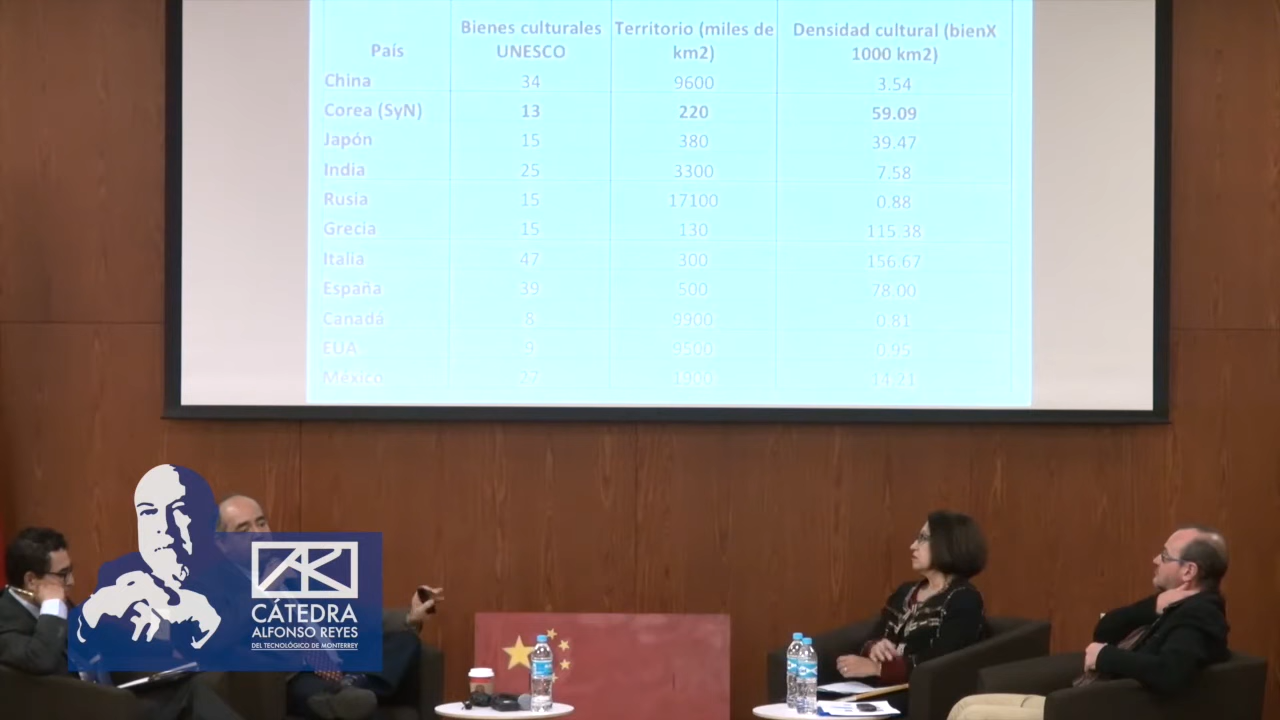 País Bienes culturales UNESCO Territorio (miles de km2) Densidad cultural (bienX 1000 km2)
China 34 9600 3.54
Corea (SyN) 13 220 59.09
Japón 15 380 39.47
India 25 3300 7.58
Rusia 15 17100 0.88
Grecia 15 130 115.38
Italia 47 300 156.67
España 39 500 78.00
Canadá 8 9900 0.81
EUA 9 9500 0.95
México 27 1900 14.21
CÁTEDRA
ALFONSO REYES
DEL TECNOLÓGICO DE MONTERREY